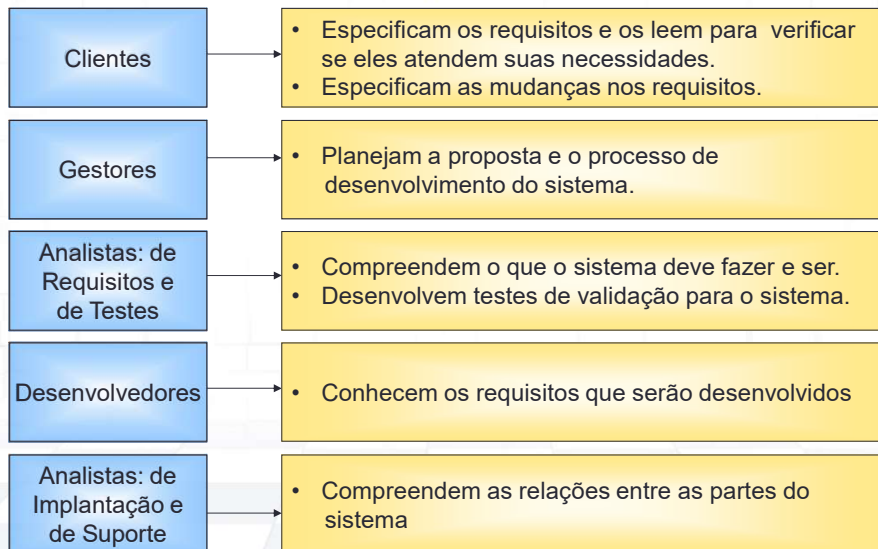 Clientes
• Especificam os requisitos e os leem para verificar
se eles atendem suas necessidades.
• Especificam as mudanças nos requisitos.
Gestores
• Planejam a proposta e o processo de
desenvolvimento do sistema.
Analistas: de
Requisitos e
de Testes
• Compreendem o que o sistema deve fazer e ser.
• Desenvolvem testes de validação para o sistema.
Desenvolvedores
• Conhecem os requisitos que serão desenvolvidos
Analistas: de
Implantação e
de Suporte
• Compreendem as relações entre as partes do
sistema